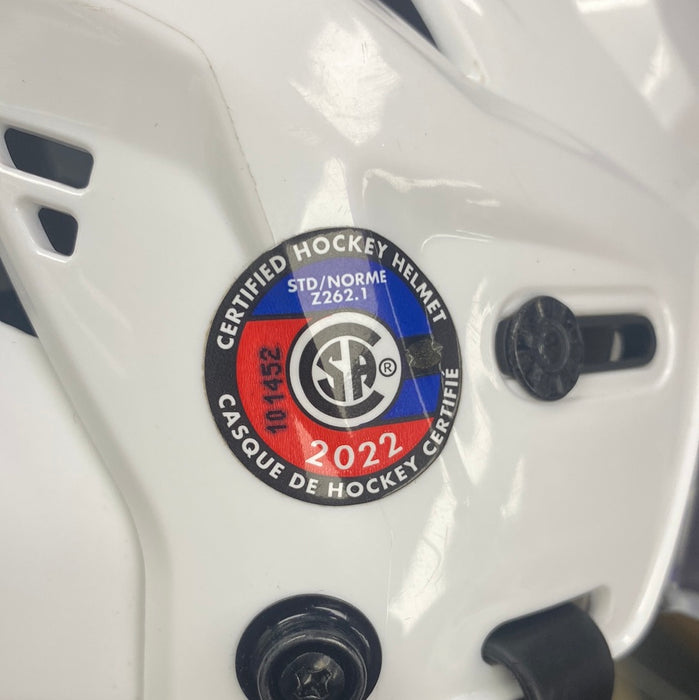 CERTIFIED HOCKEY HELMET
STD/NORME
Z262.1
101452
CSA ®
2022
CASQUE DE HOCKEY CERTIFIÉ